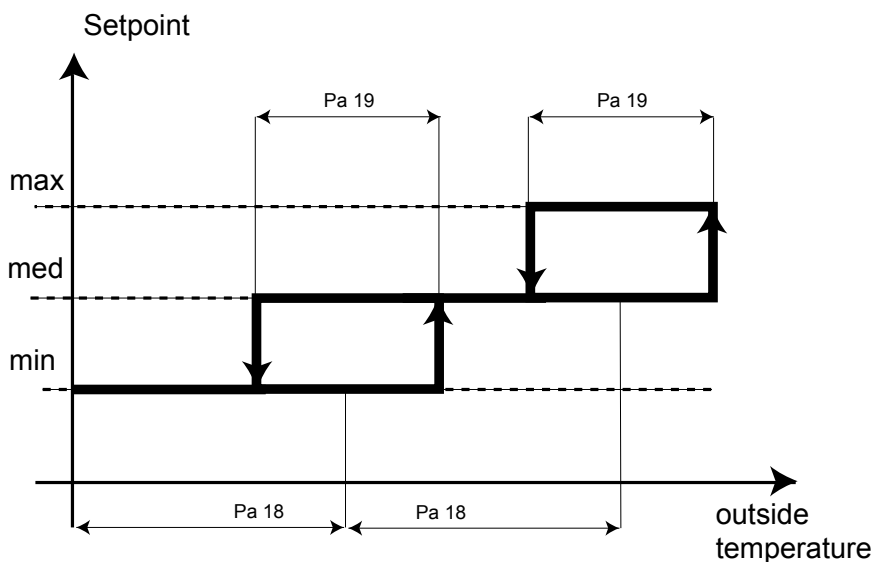 Setpoint
Pa 19
Pa 19
max
med
min
Pa 18
Pa 18
outside
temperature